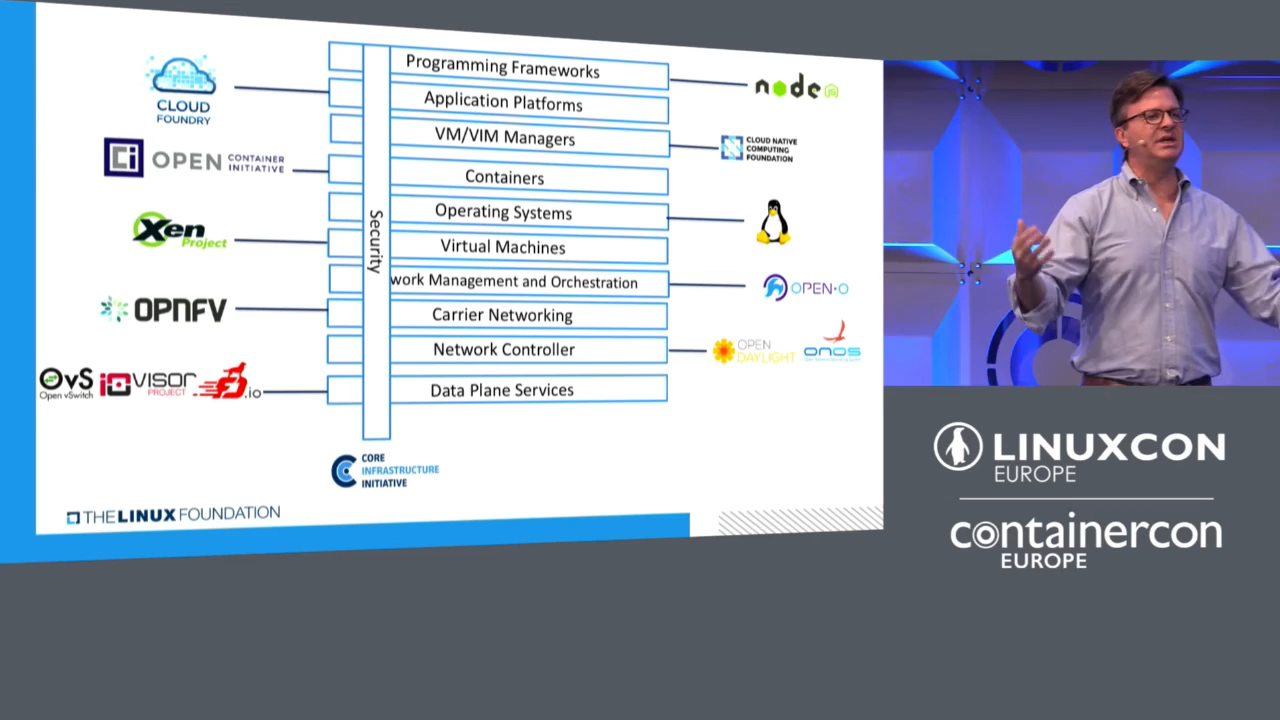 Programming Frameworks
Application Platforms
VM/VIM Managers
Containers
Operating Systems
Virtual Machines
work Management and Orchestration
Carrier Networking
Network Controller
Data Plane Services
Security
CLOUD
FOUNDRY
OPEN CONTAINER
INITIATIVE
Xen
Project
OPNFV
OvS
Open vSwitch
IO VISOR
PROJECT
.io
node
CLOUD NATIVE
COMPUTING
FOUNDATION
OPEN-O
OPEN
DAYLIGHT
onos
CORE
INFRASTRUCTURE
INITIATIVE
THE LINUX FOUNDATION
LINUXCON
EUROPE
containercon
EUROPE